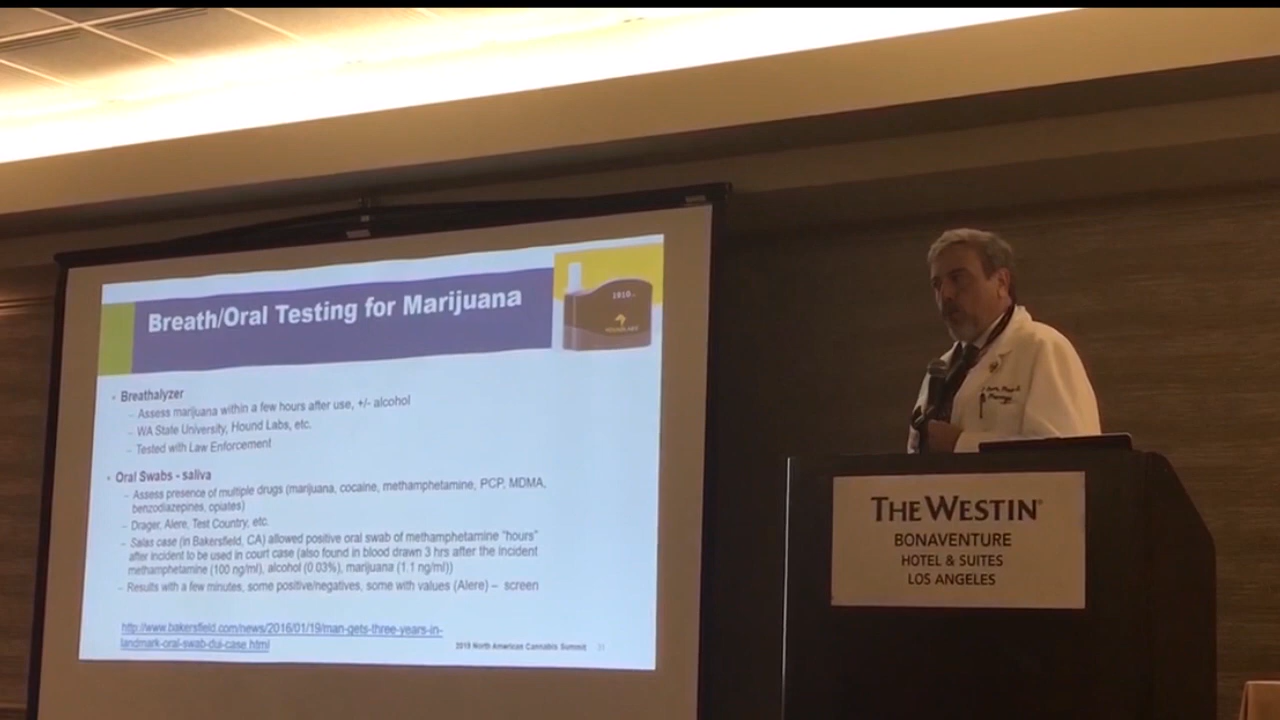 Breath/Oral Testing for Marijuana
1910
HOUND LABS
• Breathalyzer
– Assess marijuana within a few hours after use, +/- alcohol
– WA State University, Hound Labs, etc.
– Tested with Law Enforcement
• Oral Swabs - saliva
– Assess presence of multiple drugs (marijuana, cocaine, methamphetamine, PCP, MDMA,
benzodiazepines, opiates)
– Drager, Alere, Test Country, etc.
– Salas case (in Bakersfield, CA) allowed positive oral swab of methamphetamine "hours"
after incident to be used in court case (also found in blood drawn 3 hrs after the Incident
methamphetamine (100 ng/ml), alcohol (0.03%), marijuana (1.1 ng/ml))
– Results with a few minutes, some positive/negatives, some with values (Alere) – screen
http://www.bakersfield.com/news/2016/01/19/man-gets-three-years-in-
landmark-oral-swab-dui-case.html
2019 North American Cannabis Summit
THE WESTIN®
BONAVENTURE
HOTEL & SUITES
LOS ANGELES